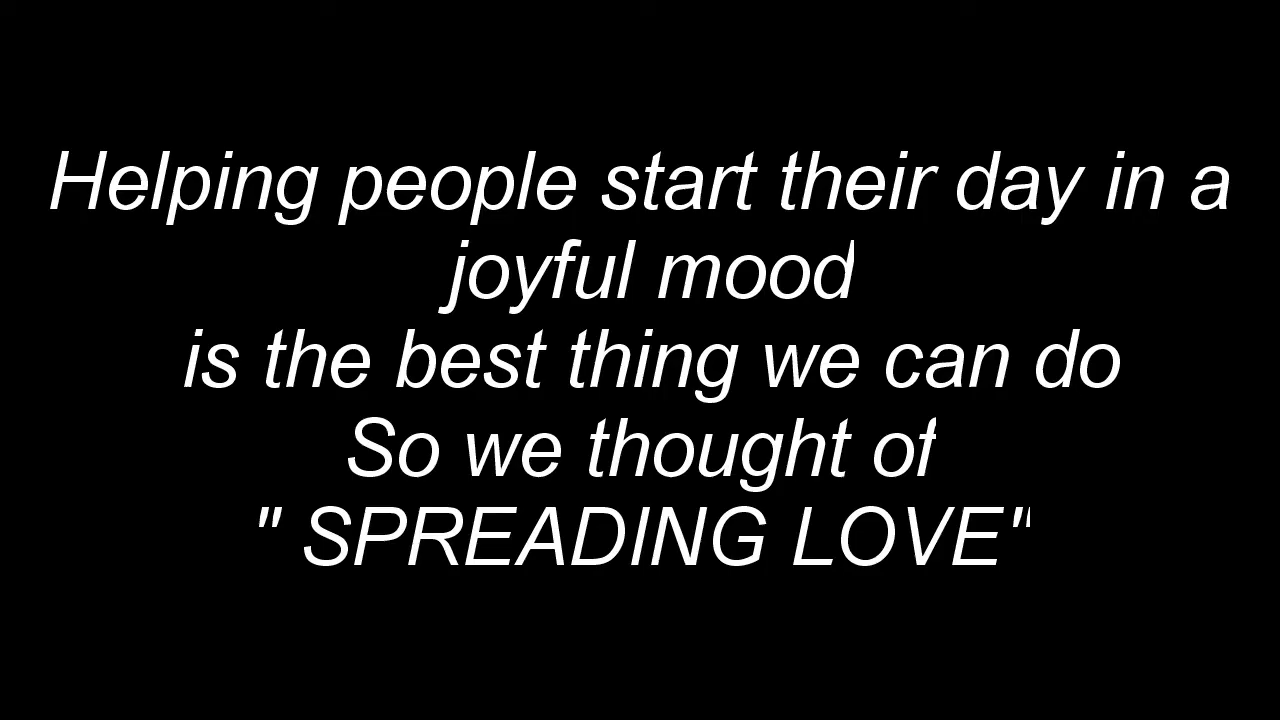 Helping people start their day in a
joyful mood
is the best thing we can do
So we thought of
" SPREADING LOVE"